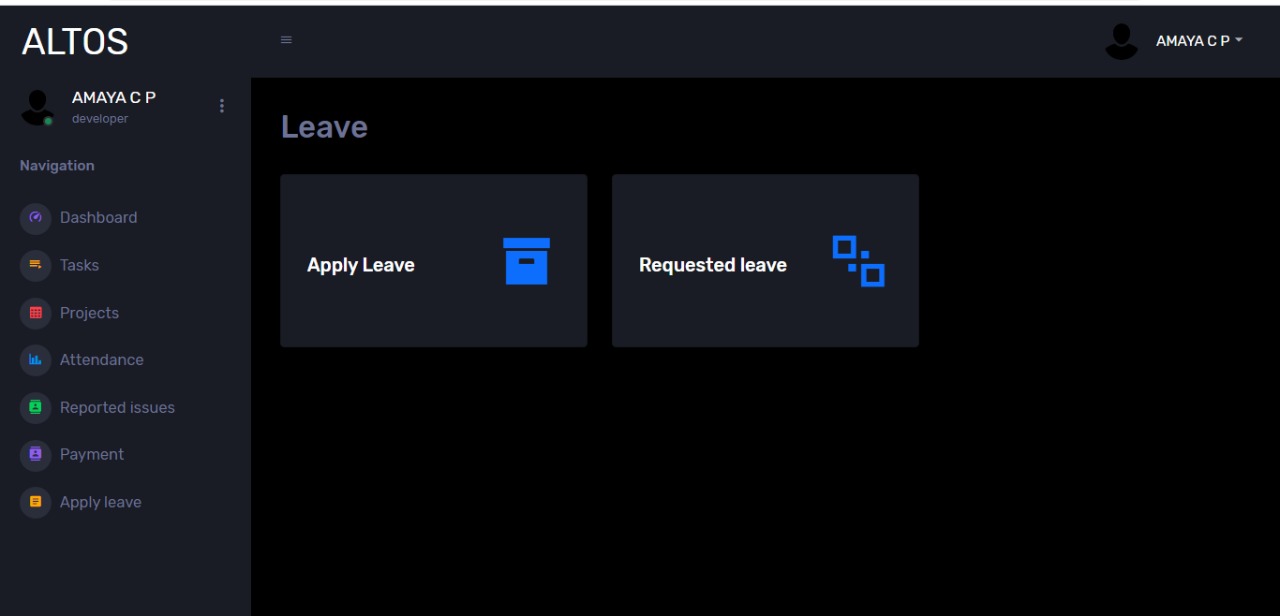 ALTOS
AMAYA C P
AMAYA C P
developer
Navigation
Dashboard
Tasks
Projects
Attendance
Reported issues
Payment
Apply leave
Leave
Apply Leave
Requested leave